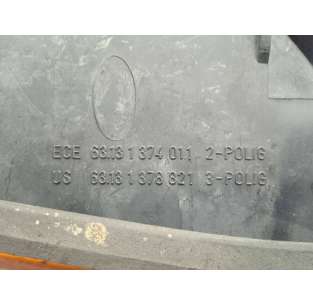 ECE 63.13 1 374 011 2-POLIG
US 63.13 1 378 621 3-POLIG